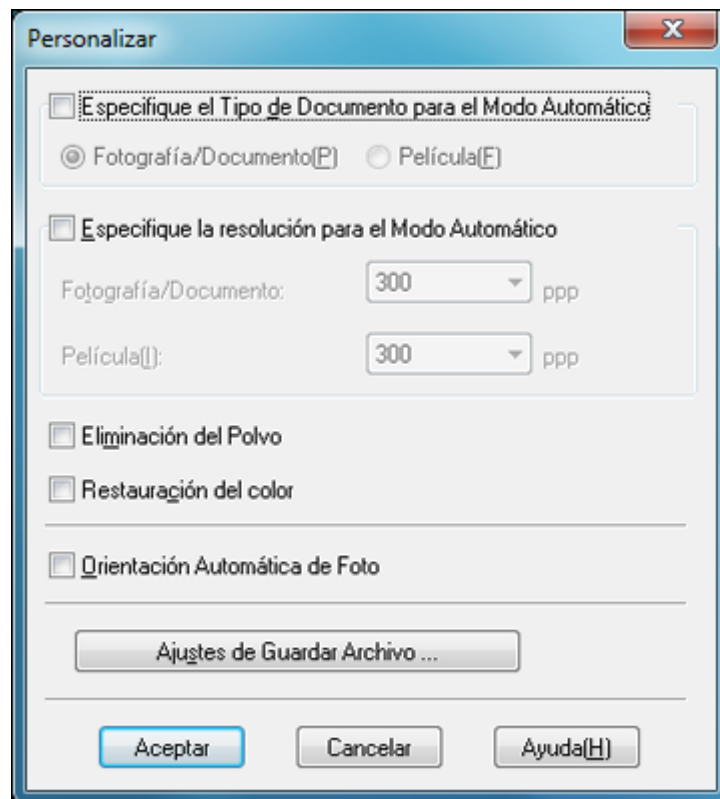 Personalizar
Especifique el Tipo de Documento para el Modo Automático
Fotografía/Documento(P) Película(F)
Especifique la resolución para el Modo Automático
Fotografía/Documento: 300 ppp
Película(I): 300 ppp
Eliminación del Polvo
Restauración del color
Orientación Automática de Foto
Ajustes de Guardar Archivo ...
Aceptar Cancelar Ayuda(H)